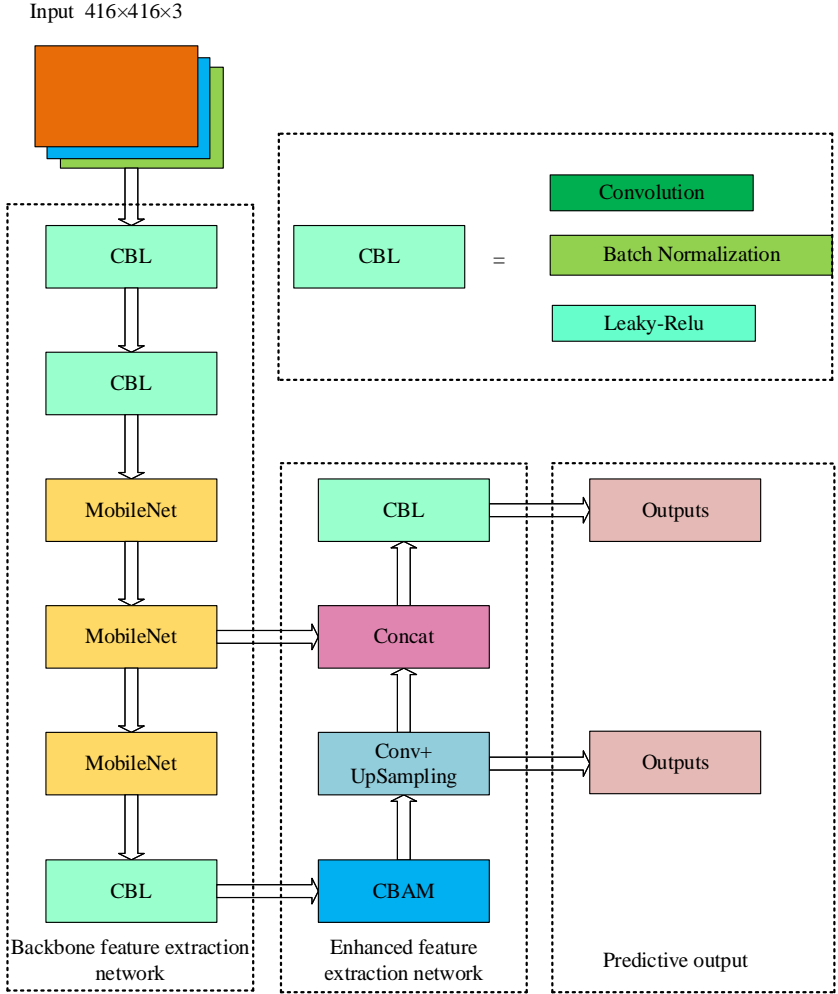 Input 416×416×3
CBL
CBL
MobileNet
MobileNet
MobileNet
CBL
Backbone feature extraction
network
CBL
=
Convolution
Batch Normalization
Leaky-Relu
CBL
Concat
Conv+
UpSampling
CBAM
Enhanced feature
extraction network
Outputs
Outputs
Predictive output